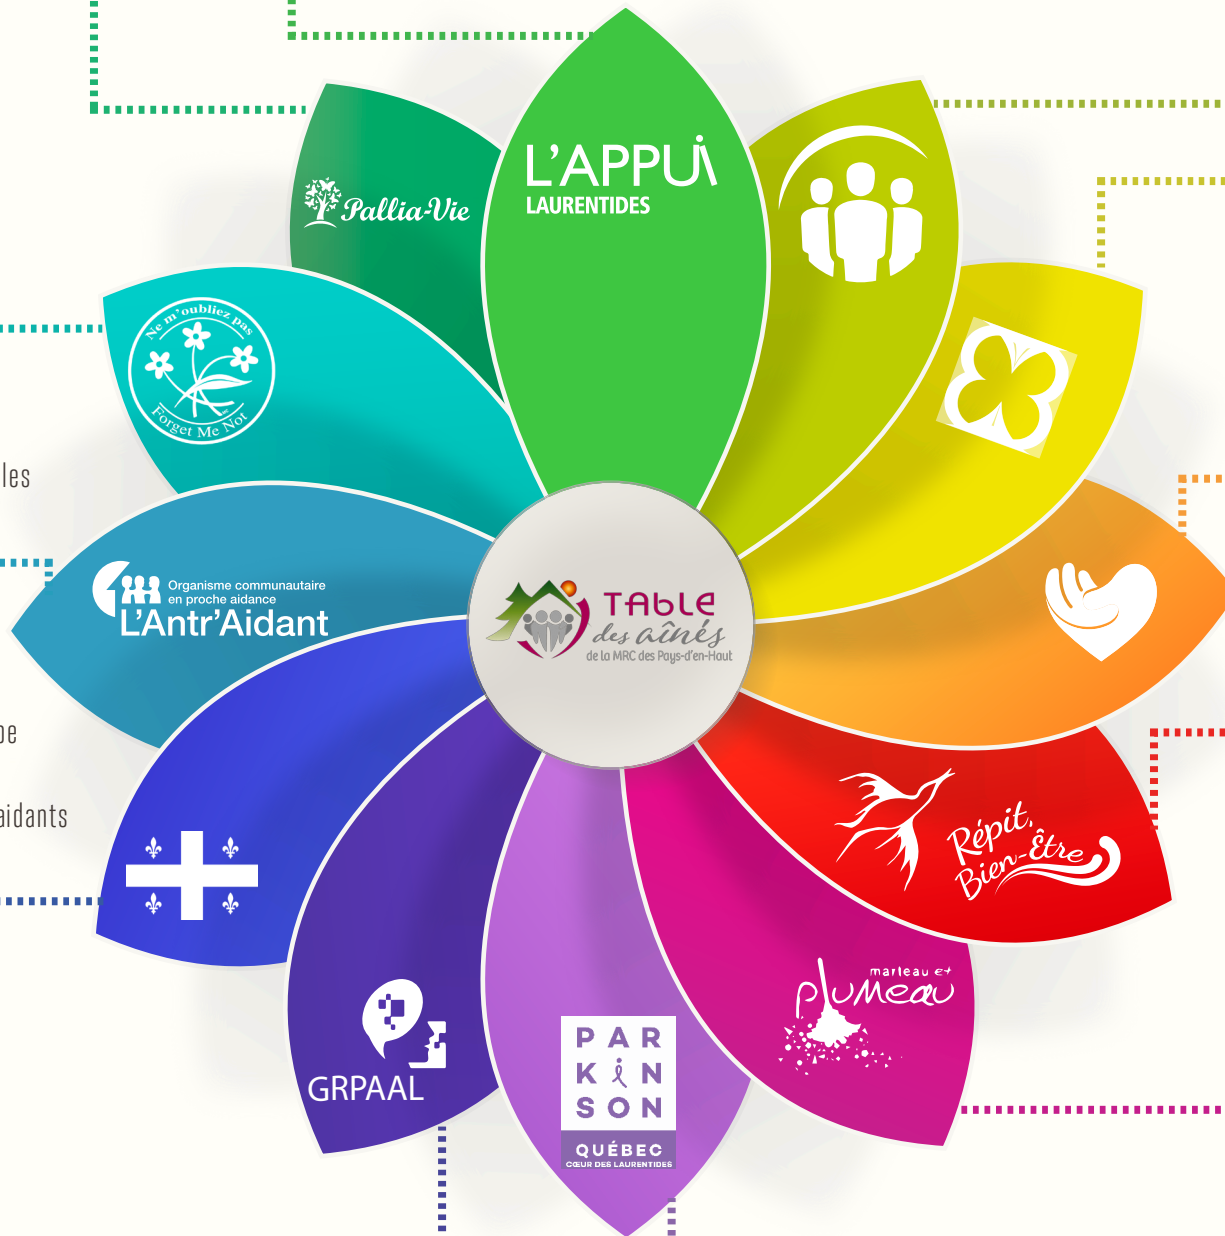 L'APPUI
LAURENTIDES
Pallia-Vie
Ne m'oubliez pas
Forget Me Not
les
Organisme communautaire
en proche aidance
L'Antr'Aidant
TAbLE
des aînés
de la MRC des Pays-d'en-Haut
aidants
Répit,
Bien-Être
marleau et
plumeau
GRPAAL
PAR
KIN
SON
QUÉBEC
CŒUR DES LAURENTIDES